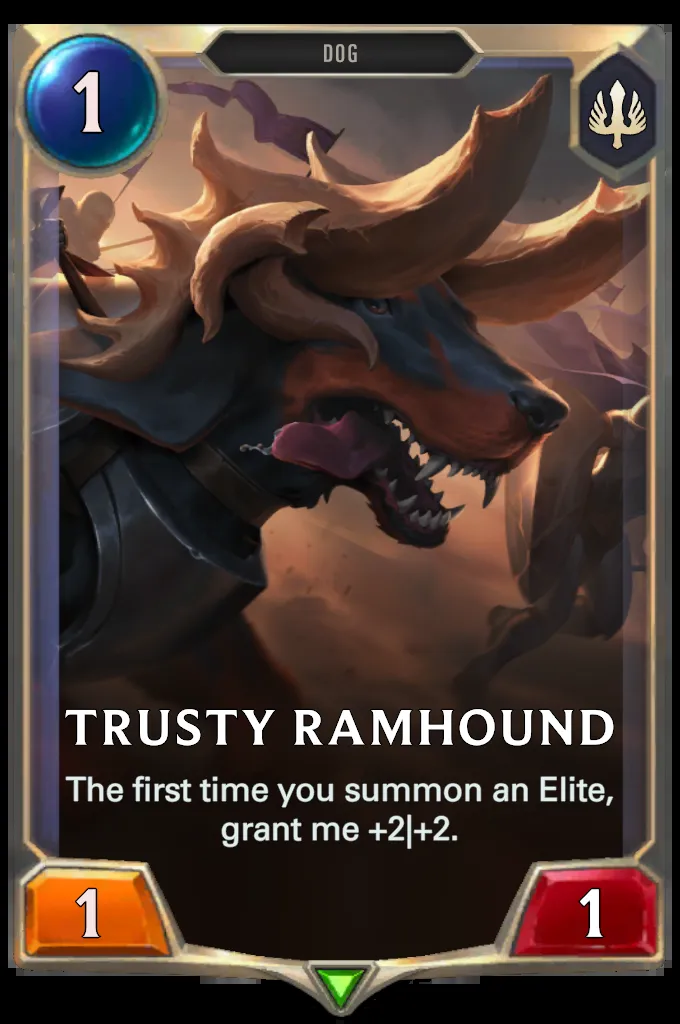 DOG
1
TRUSTY RAMHOUND
The first time you summon an Elite,
grant me +2|+2.
1
1